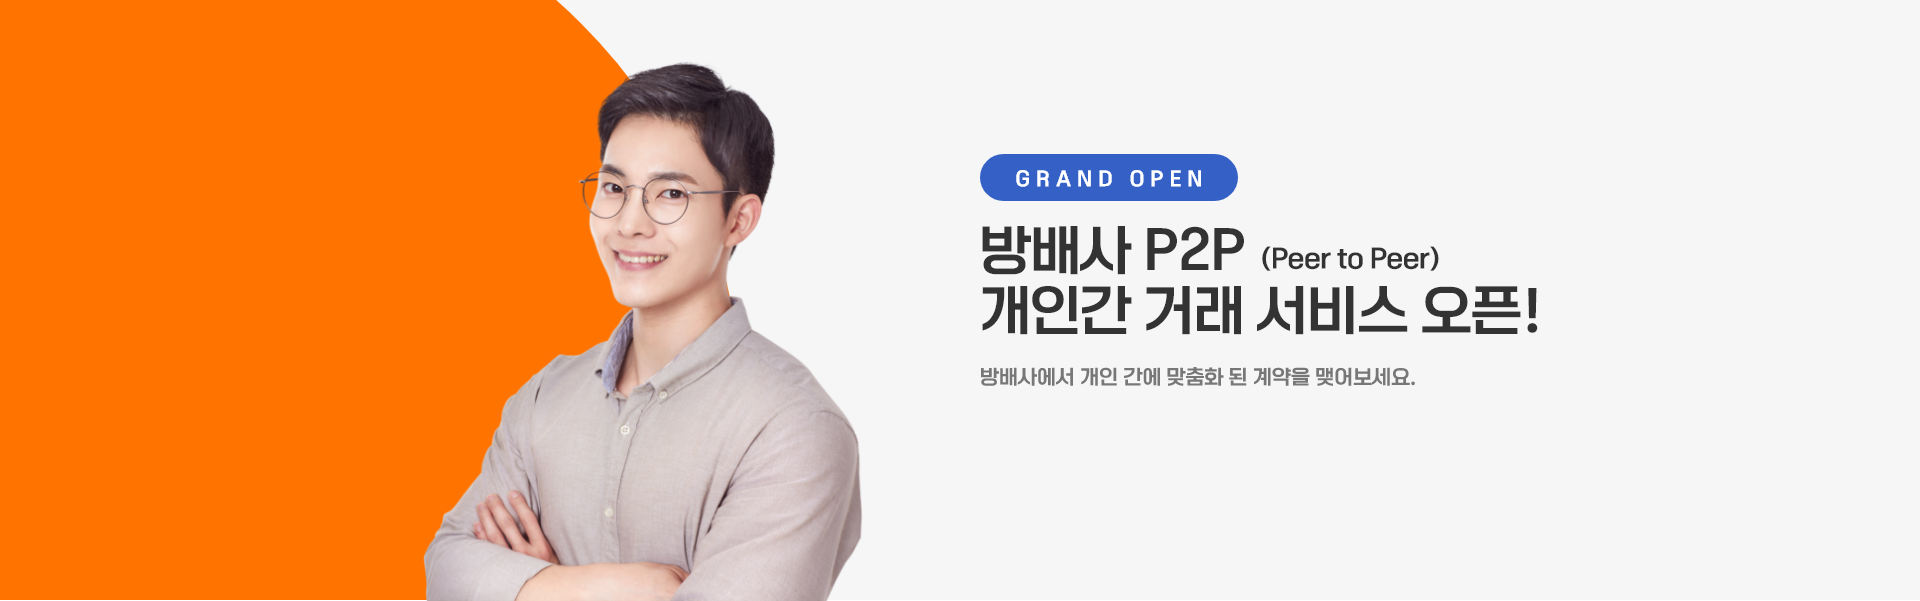 GRAND OPEN
방배사 P2P (Peer to Peer)
개인간 거래 서비스 오픈!
방배사에서 개인 간에 맞춤화 된 계약을 맺어보세요.